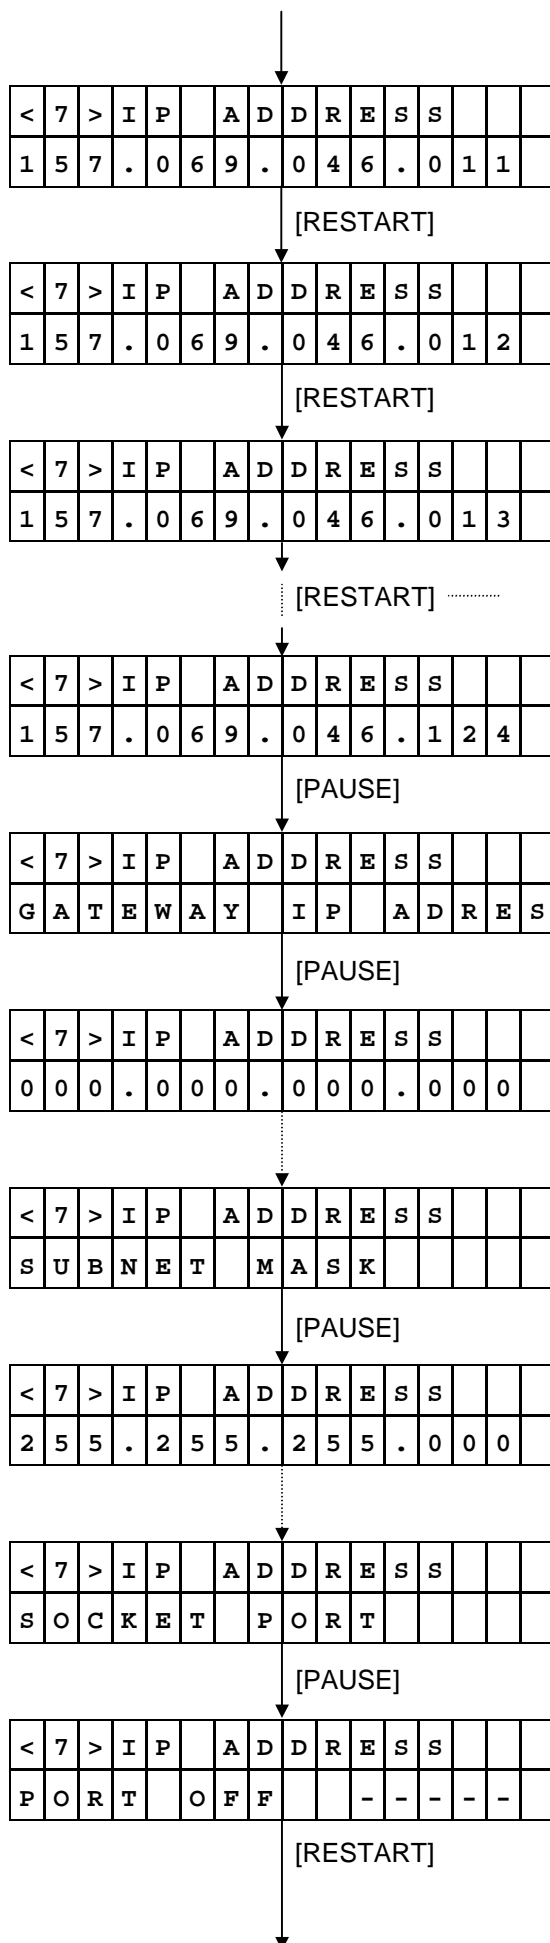 <7>IP ADDRESS
157.069.046.011
[RESTART]
<7>IP ADDRESS
157.069.046.012
[RESTART]
<7>IP ADDRESS
157.069.046.013
[RESTART]
<7>IP ADDRESS
157.069.046.124
[PAUSE]
<7>IP ADDRESS
GATEWAY IP ADRES
[PAUSE]
<7>IP ADDRESS
000.000.000.000
<7>IP ADDRESS
SUBNET MASK
[PAUSE]
<7>IP ADDRESS
255.255.255.000
<7>IP ADDRESS
SOCKET PORT
[PAUSE]
<7>IP ADDRESS
PORT OFF  -----
[RESTART]